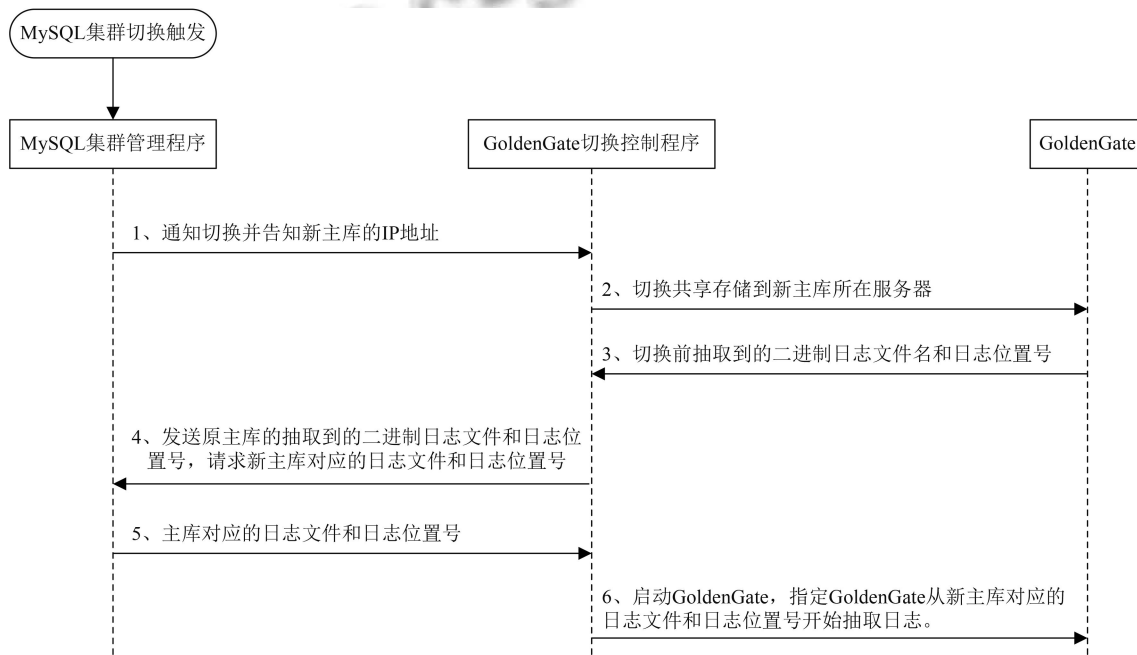 MySQL集群切换触发
MySQL集群管理程序
GoldenGate切换控制程序
GoldenGate
1、通知切换并告知新主库的IP地址
2、切换共享存储到新主库所在服务器
3、切换前抽取到的二进制日志文件名和日志位置号
4、发送原主库的抽取到的二进制日志文件和日志位
置号，请求新主库对应的日志文件和日志位置号
5、主库对应的日志文件和日志位置号
6、启动GoldenGate，指定GoldenGate从新主库对应的
日志文件和日志位置号开始抽取日志。